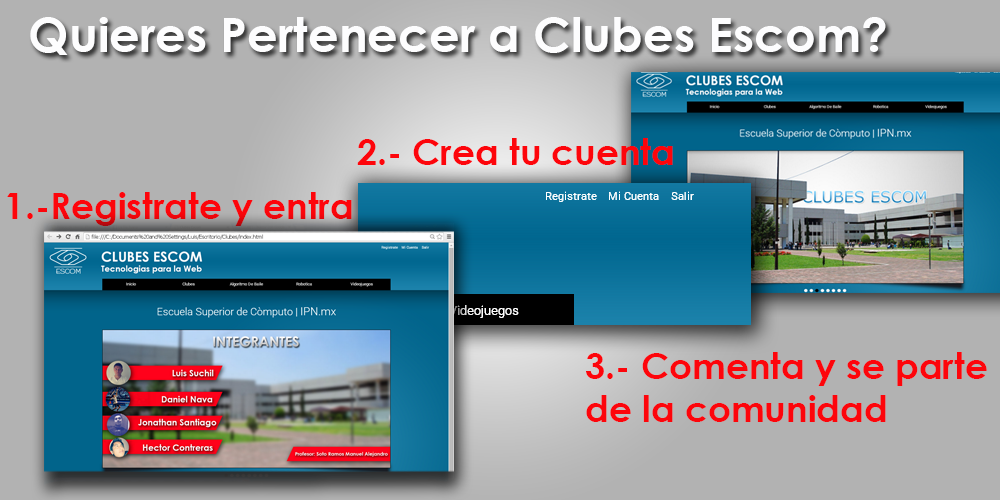 Quieres Pertenecer a Clubes Escom?
1.-Registrate y entra
2.- Crea tu cuenta
3.- Comenta y se parte
de la comunidad
file:///C:/Documents%20and%20Settings/Luis/Escritorio/Clubes/index.html
Registrate Mi Cuenta Salir
ESCOM
CLUBES ESCOM
Tecnologias para la Web
Inicio Clubes Algoritmo De Baile Robotica Videojuegos
Escuela Superior de Còmputo | IPN.mx
INTEGRANTES
Luis Suchil
Daniel Nava
Jonathan Santiago
Hector Contreras
Profesor: Soto Ramos Manuel Alejandro
Registrate Mi Cuenta Salir
Videojuegos
ESCOM
CLUBES ESCOM
Tecnologias para la Web
Inicio Clubes Algoritmo De Baile Robotica Videojuegos
Escuela Superior de Còmputo | IPN.mx
CLUBES ESCOM